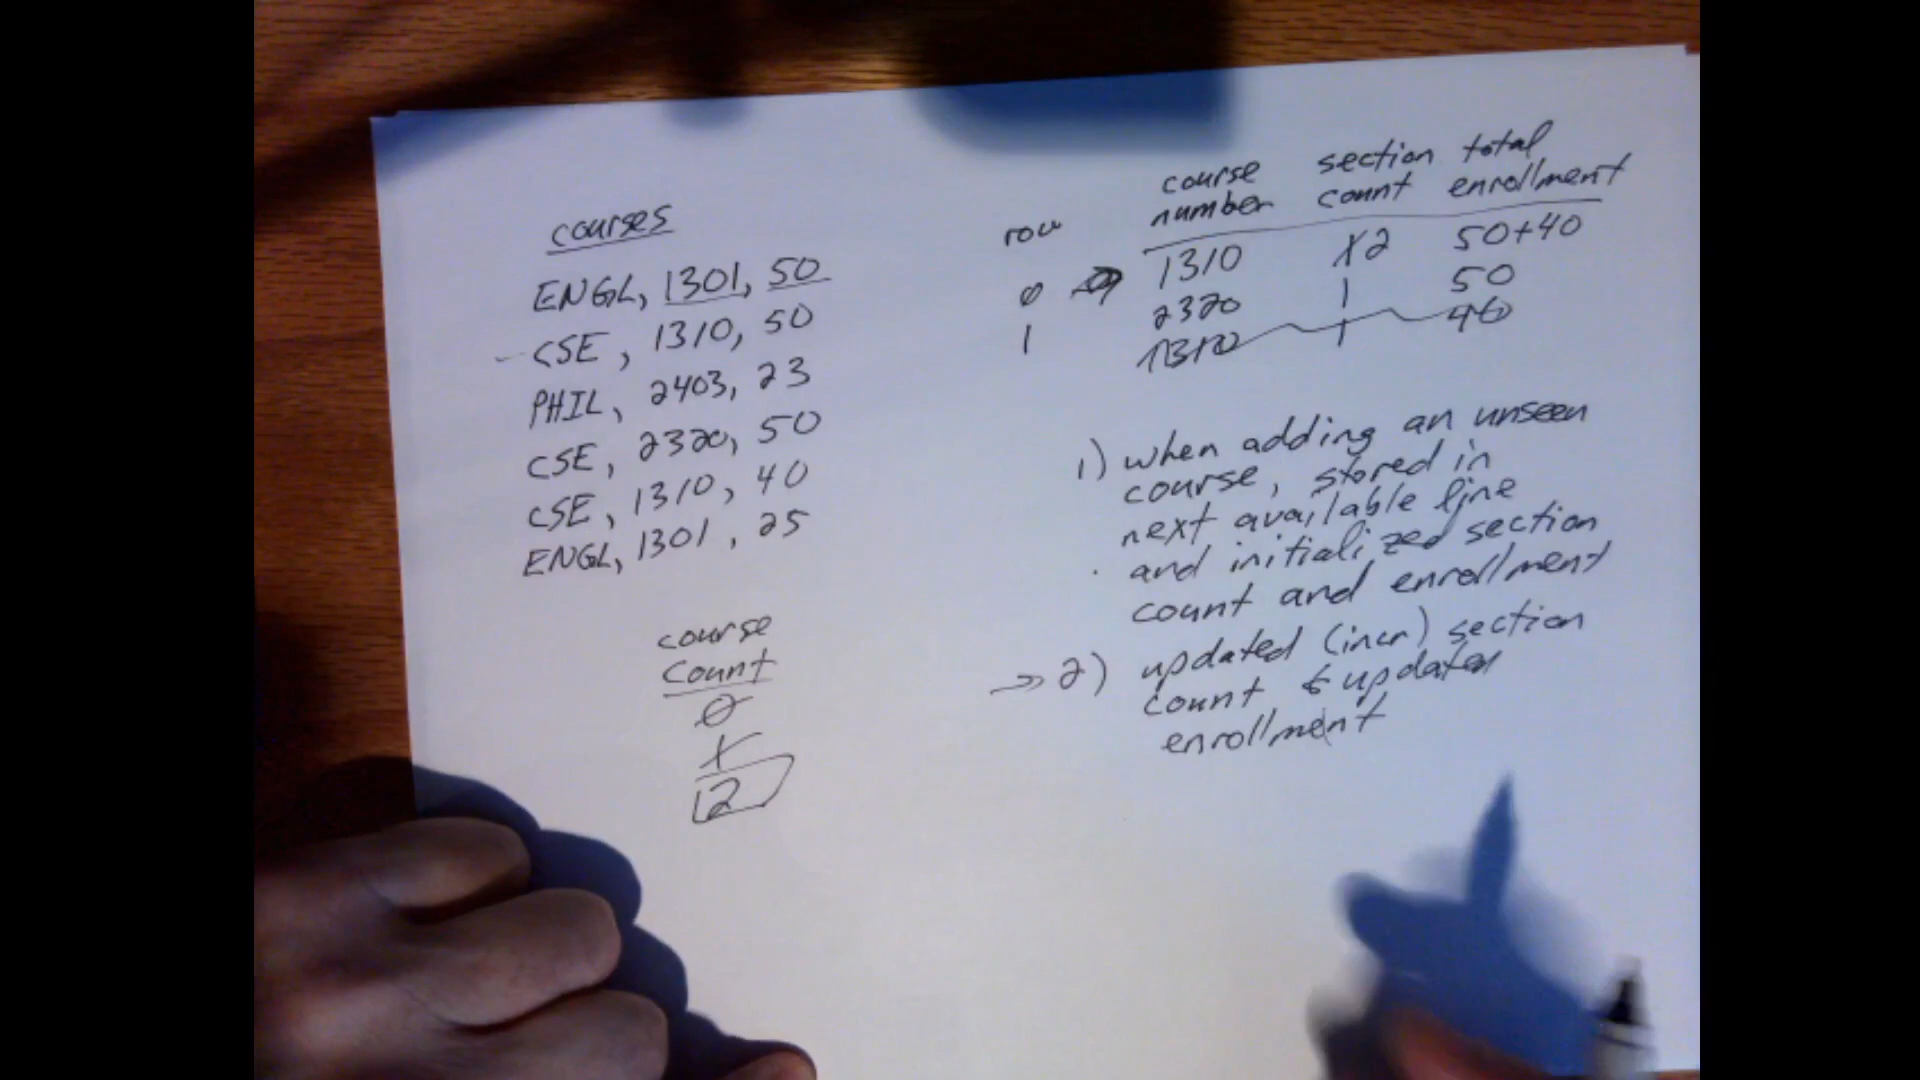 courses
ENGL, 1301, 50
CSE, 1310, 50
PHIL, 2403, 23
CSE, 2320, 50
CSE, 1310, 40
ENGL, 1301, 25
course
count
0
1
2
row
course number
section count
total enrollment
0 1310 1 2 50+40
1 2320 1 50
1310 1 40
1) when adding an unseen
course, stored in
next available line
and initialized section
count and enrollment
→ 2) updated (incr) section
count & updated
enrollment